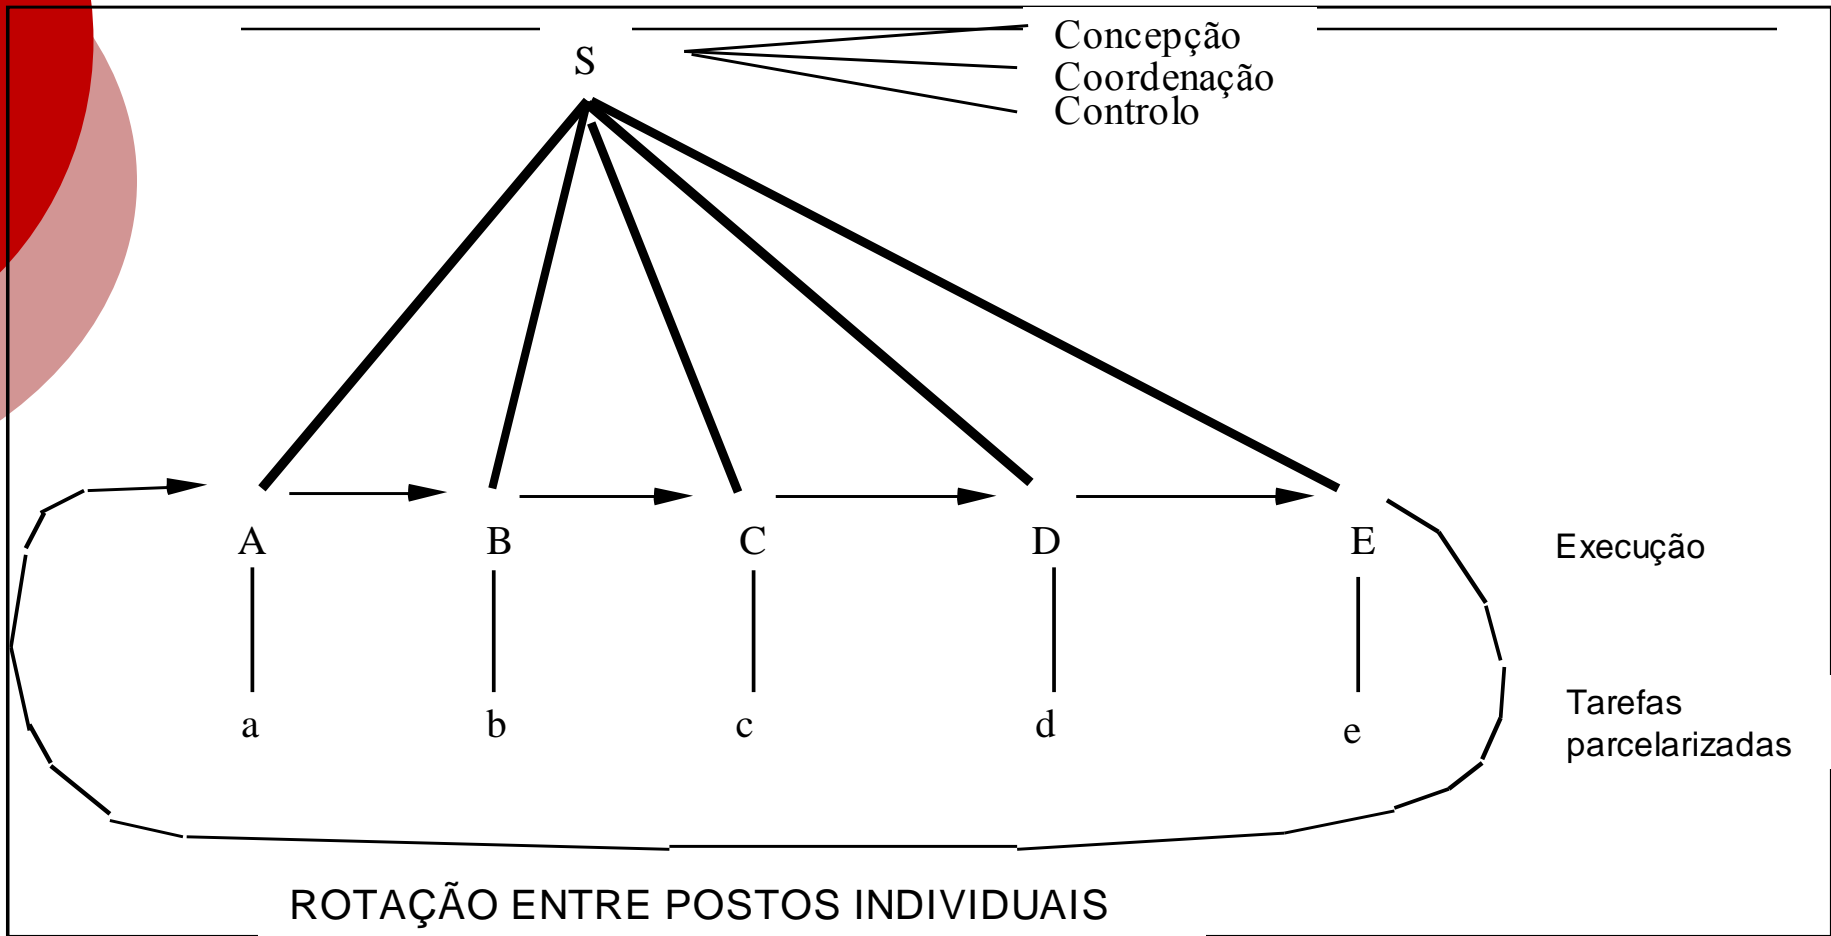 S
Concepção
Coordenação
Controlo
A B C D E
Execução
a b c d e
Tarefas
parcelarizadas
ROTAÇÃO ENTRE POSTOS INDIVIDUAIS